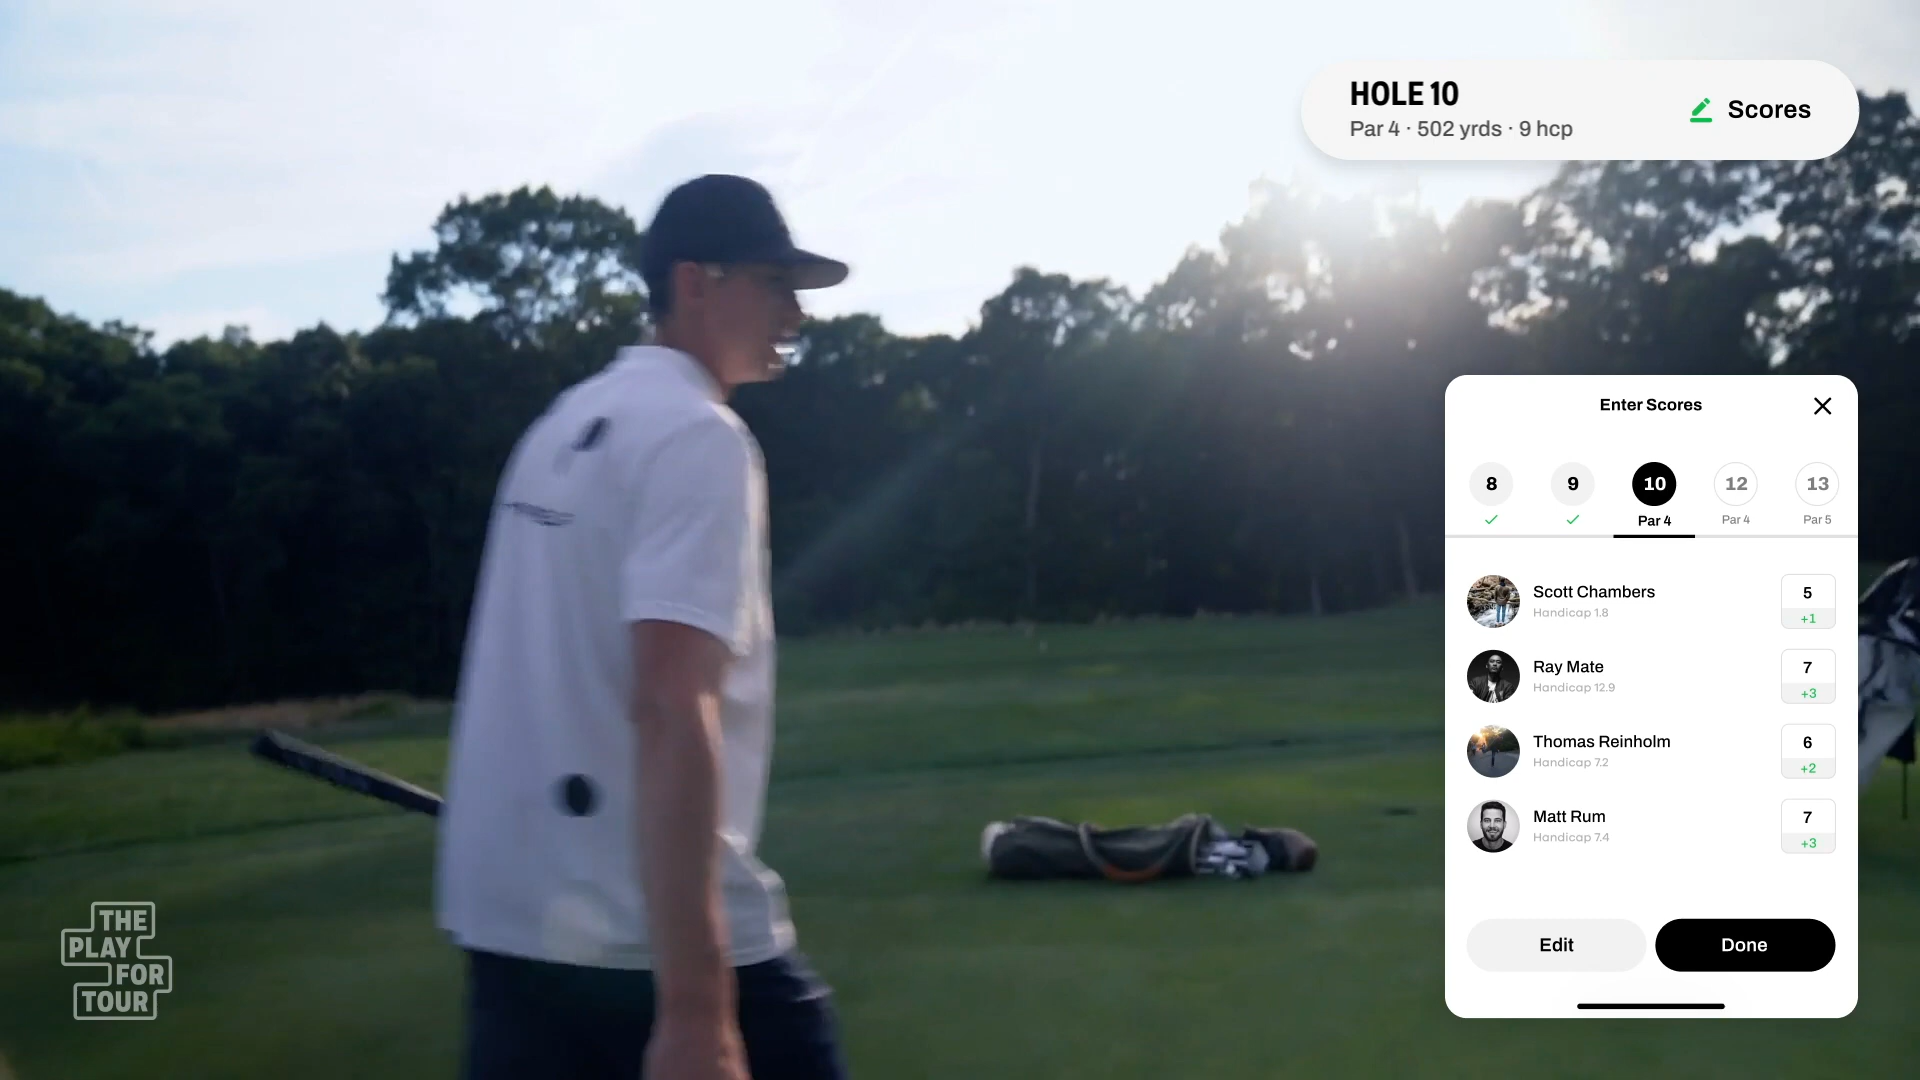 HOLE 10
Par 4 · 502 yrds · 9 hcp
Scores
Enter Scores
8
9
10
12
13
Par 4
Par 4
Par 5
Scott Chambers
Handicap 1.8
5
+1
Ray Mate
Handicap 12.9
7
+3
Thomas Reinholm
Handicap 7.2
6
+2
Matt Rum
Handicap 7.4
7
+3
Edit
Done
THE
PLAY
FOR
TOUR